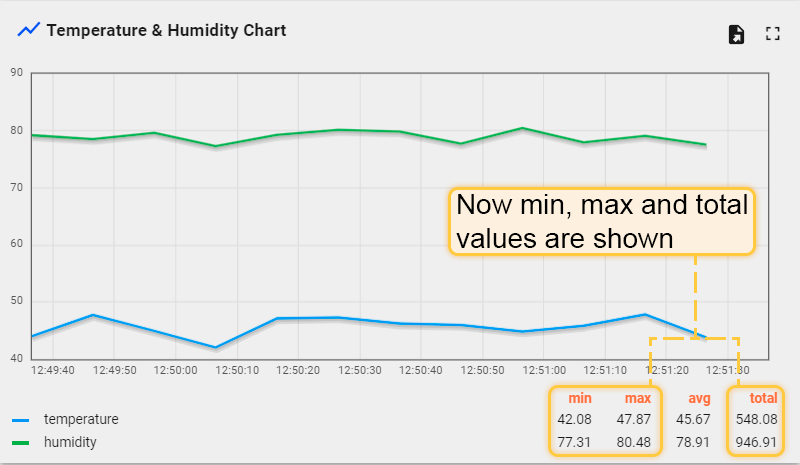 Temperature & Humidity Chart
90
80
70
Now min, max and total
values are shown
60
50
40
12:49:40 12:49:50 12:50:00 12:50:10 12:50:20 12:50:30 12:50:40 12:50:50 12:51:00 12:51:10 12:51:20 12:51:30
min max avg total
temperature 42.08 47.87 45.67 548.08
humidity 77.31 80.48 78.91 946.91